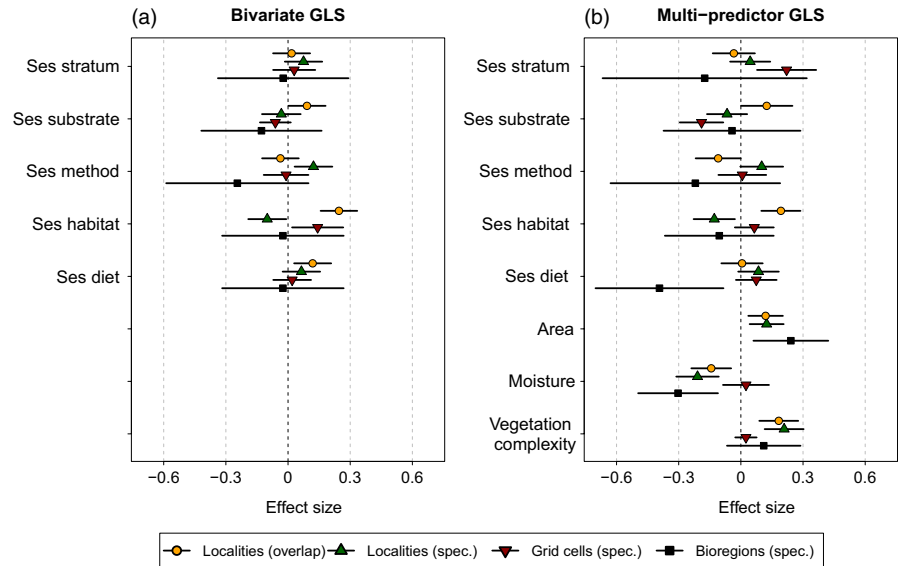 (a) Bivariate GLS
Ses stratum
Ses substrate
Ses method
Ses habitat
Ses diet
−0.6 −0.3 0 0.3 0.6
Effect size
(b) Multi−predictor GLS
Ses stratum
Ses substrate
Ses method
Ses habitat
Ses diet
Area
Moisture
Vegetation
complexity
−0.6 −0.3 0 0.3 0.6
Effect size
Localities (overlap) Localities (spec.) Grid cells (spec.) Bioregions (spec.)